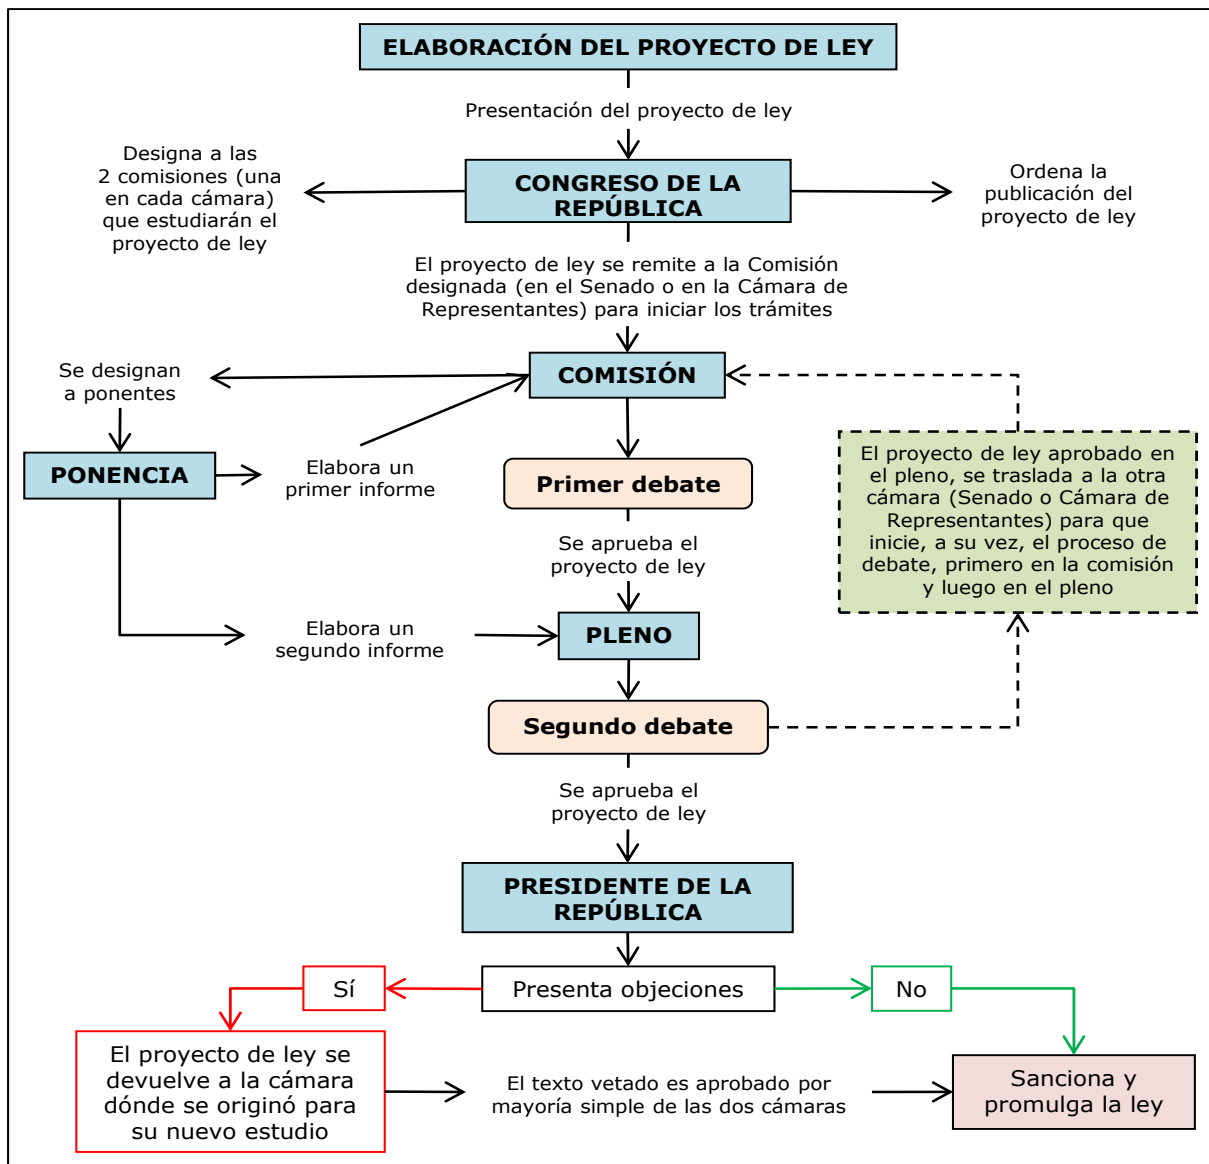 ELABORACIÓN DEL PROYECTO DE LEY
Presentación del proyecto de ley
Designa a las
2 comisiones (una
en cada cámara)
que estudiarán el
proyecto de ley
CONGRESO DE LA
REPÚBLICA
Ordena la
publicación del
proyecto de ley
El proyecto de ley se remite a la Comisión
designada (en el Senado o en la Cámara de
Representantes) para iniciar los trámites
Se designan
a ponentes
COMISIÓN
PONENCIA
Elabora un
primer informe
Primer debate
El proyecto de ley aprobado en
el pleno, se traslada a la otra
cámara (Senado o Cámara de
Representantes) para que
inicie, a su vez, el proceso de
debate, primero en la comisión
y luego en el pleno
Se aprueba el
proyecto de ley
Elabora un
segundo informe
PLENO
Segundo debate
Se aprueba el
proyecto de ley
PRESIDENTE DE LA
REPÚBLICA
Sí
Presenta objeciones
No
El proyecto de ley se
devuelve a la cámara
dónde se originó para
su nuevo estudio
El texto vetado es aprobado por
mayoría simple de las dos cámaras
Sanciona y
promulga la ley